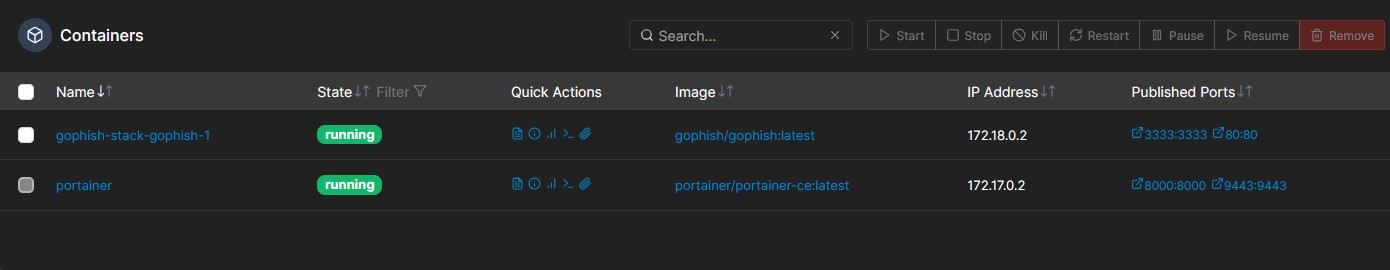 Containers Search... Start Stop Kill Restart Pause Resume Remove
Name State Filter Quick Actions Image IP Address Published Ports
gophish-stack-gophish-1 running gophish/gophish:latest 172.18.0.2 3333:3333 80:80
portainer running portainer/portainer-ce:latest 172.17.0.2 8000:8000 9443:9443